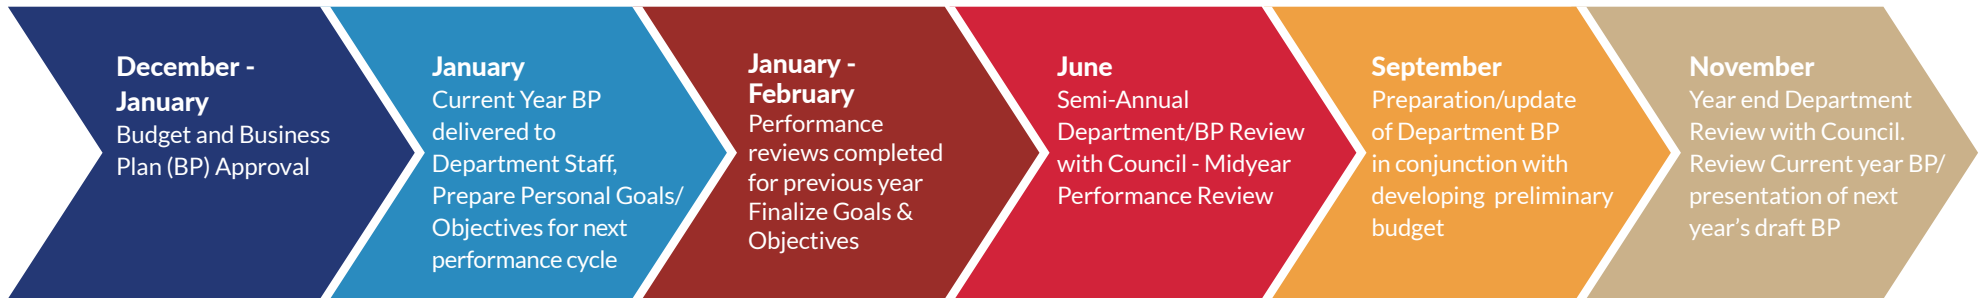 December -
January
Budget and Business
Plan (BP) Approval
January
Current Year BP
delivered to
Department Staff,
Prepare Personal Goals/
Objectives for next
performance cycle
January -
February
Performance
reviews completed
for previous year
Finalize Goals &
Objectives
June
Semi-Annual
Department/BP Review
with Council - Midyear
Performance Review
September
Preparation/update
of Department BP
in conjunction with
developing preliminary
budget
November
Year end Department
Review with Council.
Review Current year BP/
presentation of next
year's draft BP